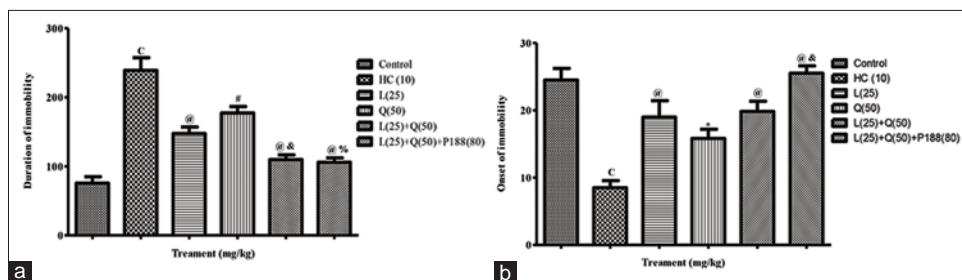 300
200
100
0
Duration of immobility
C
@
#
@ &
@ %
Treament (mg/kg)
Control
HC (10)
L(25)
Q(50)
L(25)+Q(50)
L(25)+Q(50)+P188(80)
a
30
20
10
0
Onset of immobility
C
@
+
@
@ &
Treament (mg/kg)
Control
HC (10)
L(25)
Q(50)
L(25)+Q(50)
L(25)+Q(50)+P188(80)
b